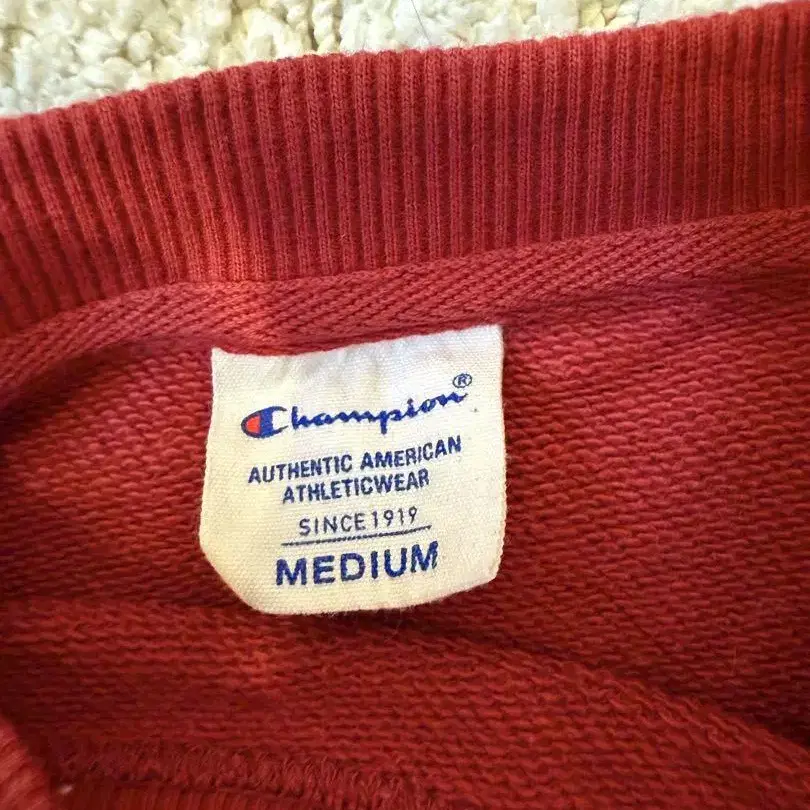 Champion®
AUTHENTIC AMERICAN
ATHLETICWEAR
SINCE 1919
MEDIUM